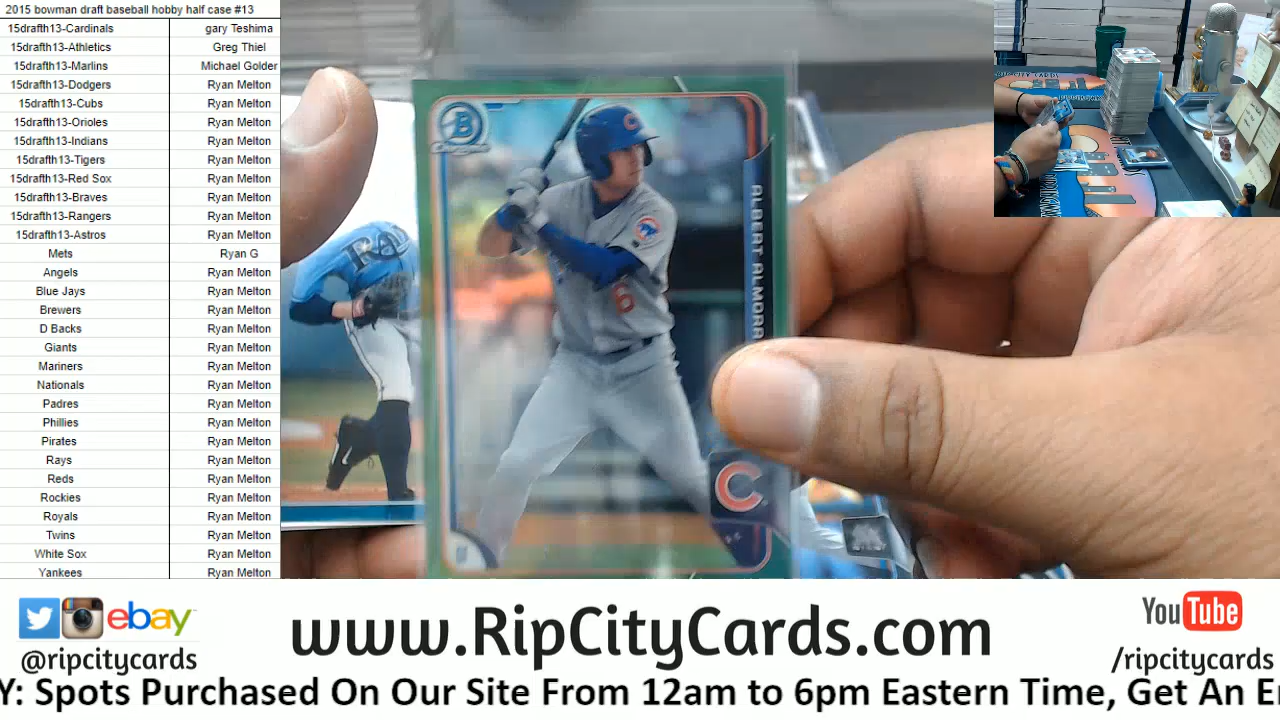 2015 bowman draft baseball hobby half case #13
15drafth13-Cardinals gary Teshima
15drafth13-Athletics Greg Thiel
15drafth13-Marlins Michael Golder
15drafth13-Dodgers Ryan Melton
15drafth13-Cubs Ryan Melton
15drafth13-Orioles Ryan Melton
15drafth13-Indians Ryan Melton
15drafth13-Tigers Ryan Melton
15drafth13-Red Sox Ryan Melton
15drafth13-Braves Ryan Melton
15drafth13-Rangers Ryan Melton
15drafth13-Astros Ryan Melton
Mets Ryan G
Angels Ryan Melton
Blue Jays Ryan Melton
Brewers Ryan Melton
D Backs Ryan Melton
Giants Ryan Melton
Mariners Ryan Melton
Nationals Ryan Melton
Padres Ryan Melton
Phillies Ryan Melton
Pirates Ryan Melton
Rays Ryan Melton
Reds Ryan Melton
Rockies Ryan Melton
Royals Ryan Melton
Twins Ryan Melton
White Sox Ryan Melton
Yankees Ryan Melton
B
ALBERT ALMORA
C
6
C
RAY
ebay
@ripcitycards
www.RipCityCards.com
YouTube
/ripcitycards
Y: Spots Purchased On Our Site From 12am to 6pm Eastern Time, Get An E